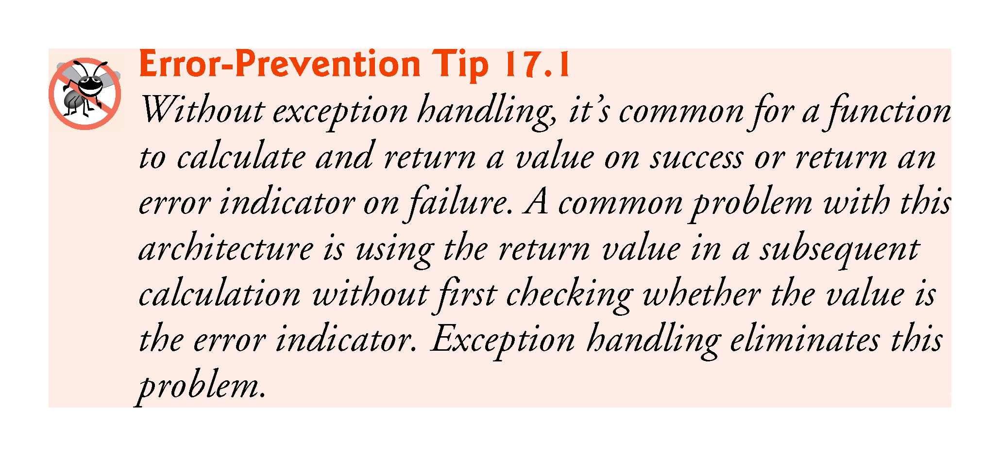 Error-Prevention Tip 17.1
Without exception handling, it’s common for a function
to calculate and return a value on success or return an
error indicator on failure. A common problem with this
architecture is using the return value in a subsequent
calculation without first checking whether the value is
the error indicator. Exception handling eliminates this
problem.